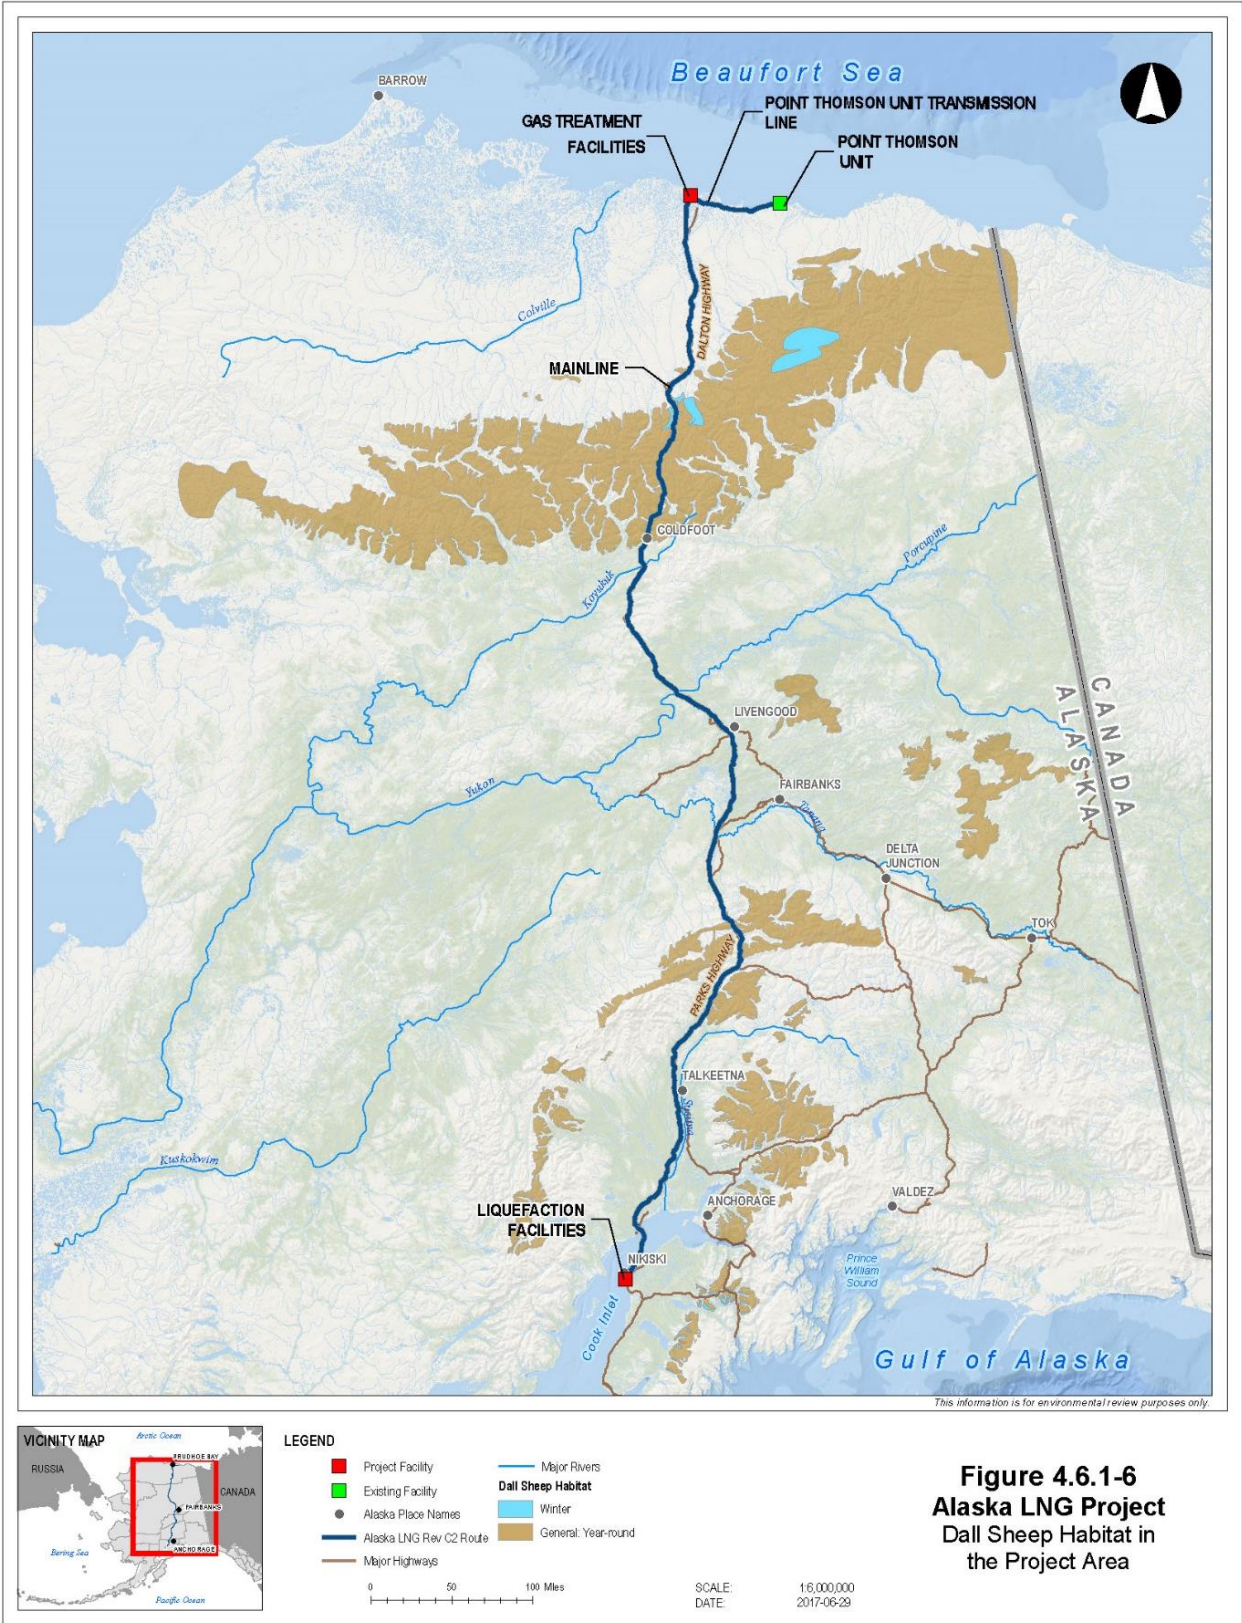 Beaufort Sea
BARROW
POINT THOMSON UNIT TRANSMISSION
LINE
GAS TREATMENT
FACILITIES
POINT THOMSON
UNIT
Colville
DALTON HIGHWAY
MAINLINE
COLDFOOT
Koyukuk
Porcupine
CANADA
ALASKA
LIVENGOOD
Yukon
FAIRBANKS
Tanana
DELTA
JUNCTION
TOK
PARKS HIGHWAY
TALKEETNA
Susitna
Kuskokwim
ANCHORAGE
VALDEZ
LIQUEFACTION
FACILITIES
NIKISKI
Prince
William
Sound
Cook Inlet
Gulf of Alaska
This information is for environmental review purposes only.
VICINITY MAP
Arctic Ocean
PRUDHOE BAY
RUSSIA
CANADA
FAIRBANKS
Bering Sea
ANCHORAGE
Pacific Ocean
LEGEND
Project Facility
Existing Facility
Alaska Place Names
Alaska LNG Rev C2 Route
Major Highways
Major Rivers
Dall Sheep Habitat
Winter
General: Year-round
0 50 100 Miles
SCALE: 1:6,000,000
DATE: 2017-06-29
Figure 4.6.1-6
Alaska LNG Project
Dall Sheep Habitat in
the Project Area